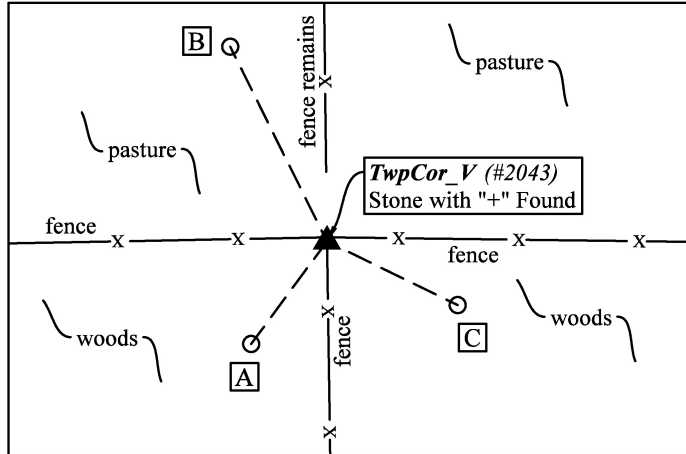 B
fence remains
x
pasture
pasture
TwpCor_V (#2043)
Stone with "+" Found
fence
x
x
x
x
x
fence
woods
x
fence
x
woods
A
C